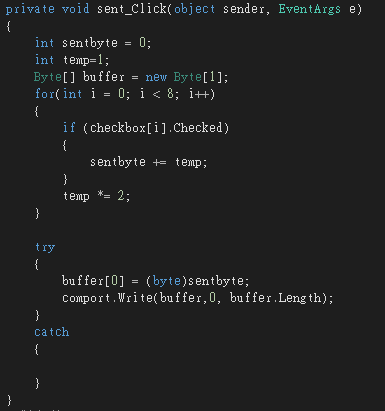 private void sent_Click(object sender, EventArgs e)
{
int sentbyte = 0;
int temp=1;
Byte[] buffer = new Byte[1];
for(int i = 0; i < 8; i++)
{
if (checkbox[i].Checked)
{
sentbyte += temp;
}
temp *= 2;
}
try
{
buffer[0] = (byte)sentbyte;
comport.Write(buffer,0, buffer.Length);
}
catch
{
}
}